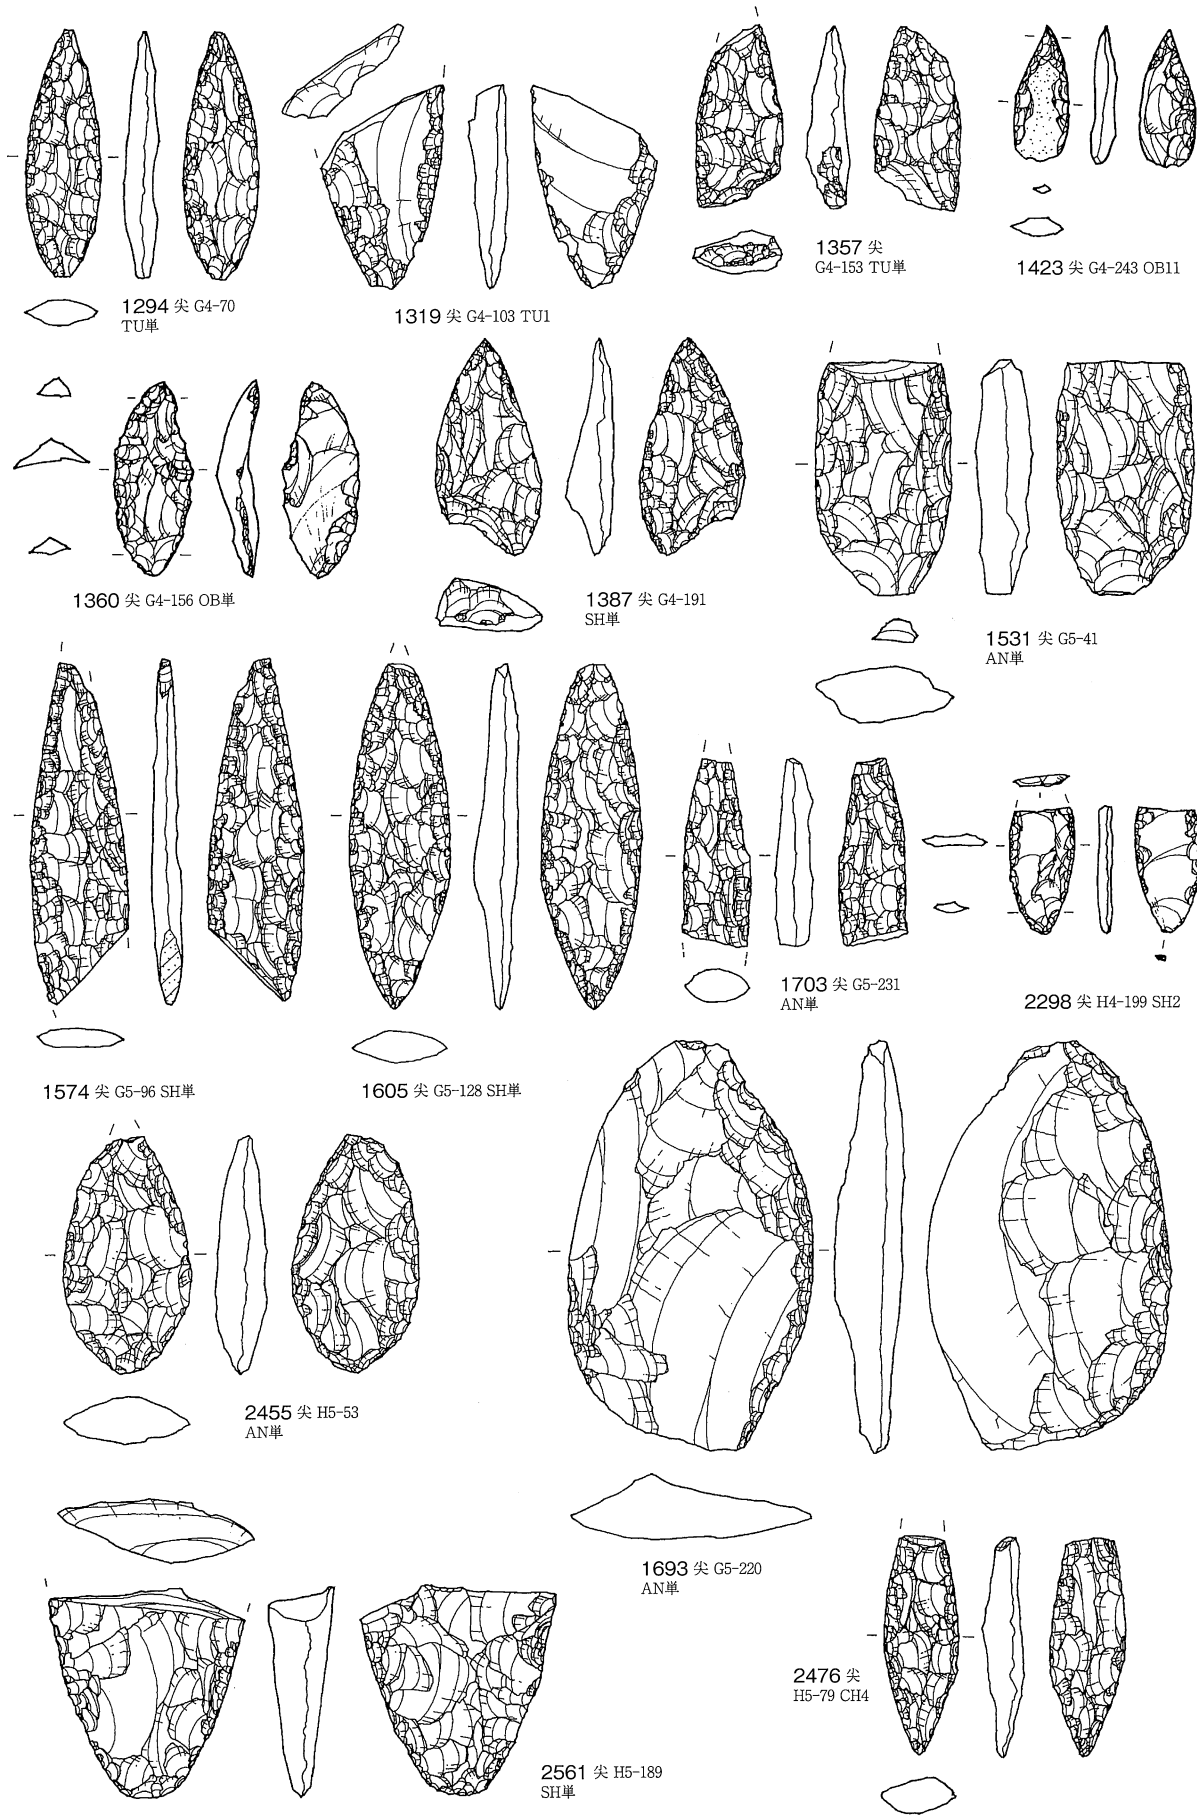 1294 尖 G4-70
TU単
1319 尖 G4-103 TU1
1357 尖
G4-153 TU単
1423 尖 G4-243 OB11
1360 尖 G4-156 OB単
1387 尖 G4-191
SH単
1531 尖 G5-41
AN単
1574 尖 G5-96 SH単
1605 尖 G5-128 SH単
1703 尖 G5-231
AN単
2298 尖 H4-199 SH2
2455 尖 H5-53
AN単
1693 尖 G5-220
AN単
2476 尖
H5-79 CH4
2561 尖 H5-189
SH単